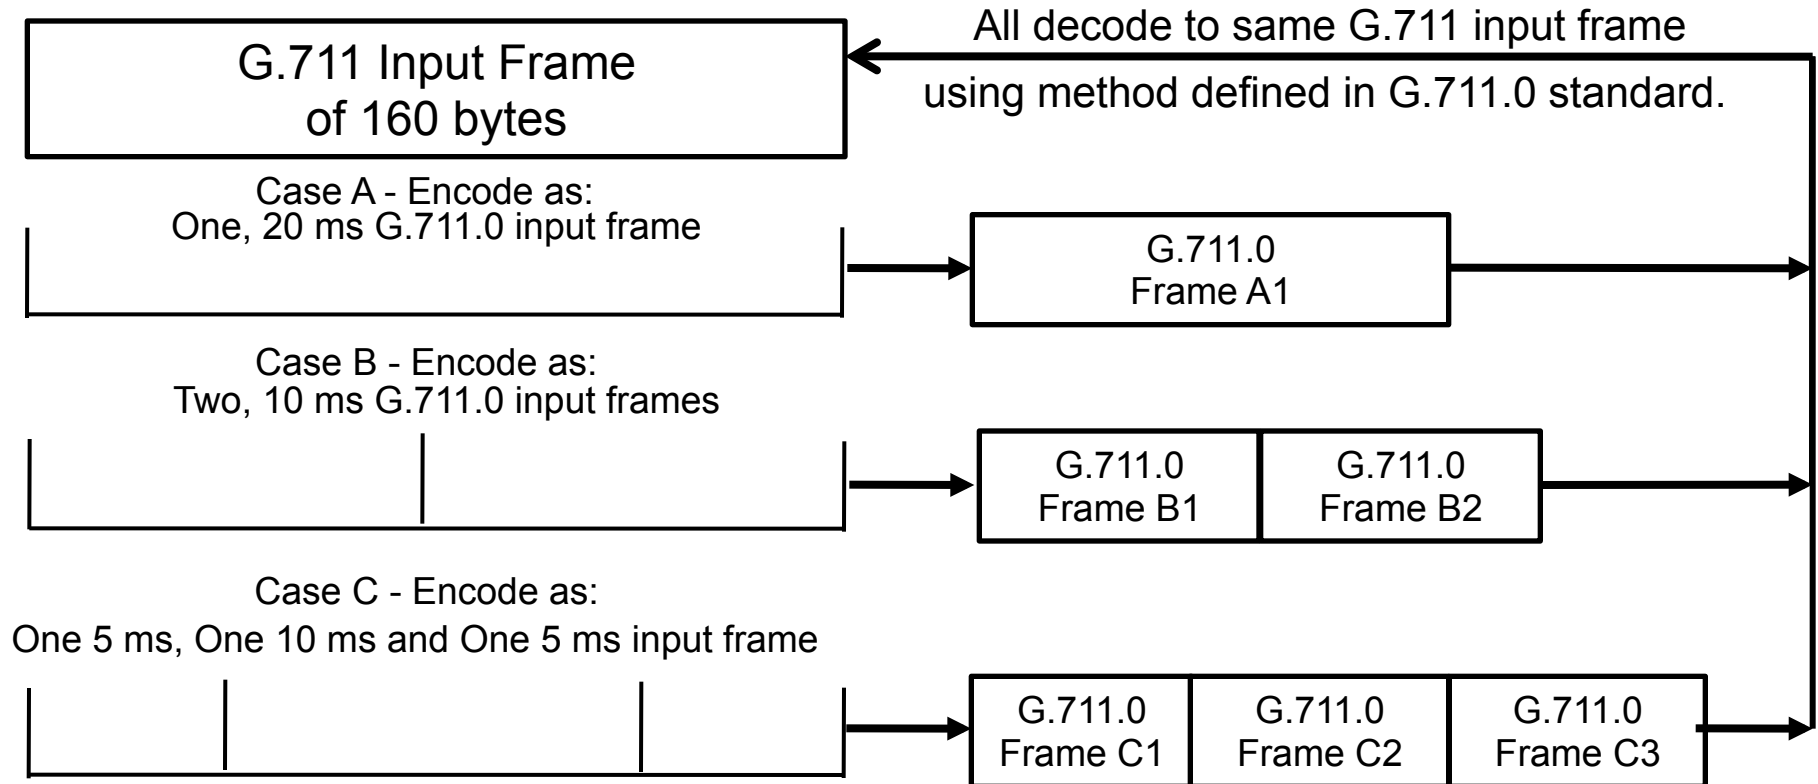 G.711 Input Frame
of 160 bytes
All decode to same G.711 input frame
using method defined in G.711.0 standard.
Case A - Encode as:
One, 20 ms G.711.0 input frame
G.711.0
Frame A1
Case B - Encode as:
Two, 10 ms G.711.0 input frames
G.711.0
Frame B1
G.711.0
Frame B2
Case C - Encode as:
One 5 ms, One 10 ms and One 5 ms input frame
G.711.0
Frame C1
G.711.0
Frame C2
G.711.0
Frame C3